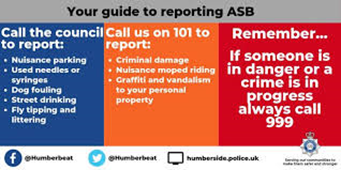 Your guide to reporting ASB
Call the council
to report:
• Nuisance parking
• Used needles or
syringes
• Dog fouling
• Street drinking
• Fly tipping and
littering
Call us on 101 to
report:
• Criminal damage
• Nuisance moped riding
• Graffiti and vandalism
to your personal
property
Remember...
If someone is
in danger or a
crime is in
progress
always call
999
@Humberbeat
@Humberbeat
humberside.police.uk
Serving our communities to
make them safer and stronger